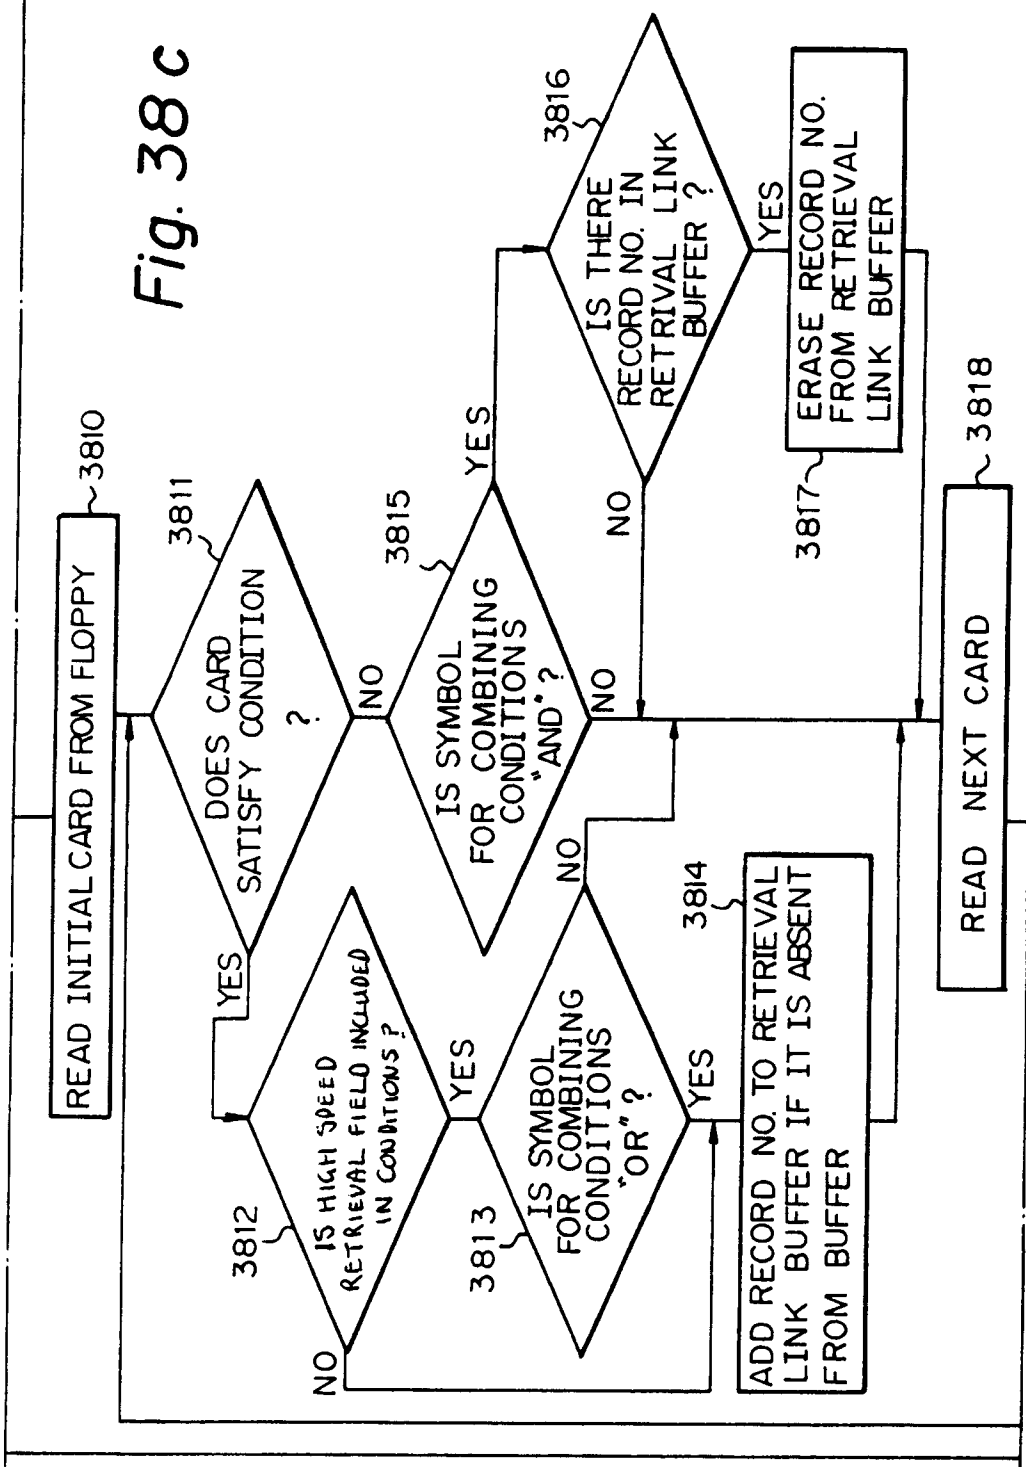 Fig. 38c
READ INITIAL CARD FROM FLOPPY
3810
DOES CARD
SATISFY CONDITION
?
3811
YES
NO
IS HIGH SPEED
RETRIEVAL FIELD INCLUDED
IN CONDITIONS?
3812
NO
YES
IS SYMBOL
FOR COMBINING
CONDITIONS
"OR"?
3813
NO
YES
ADD RECORD NO. TO RETRIEVAL
LINK BUFFER IF IT IS ABSENT
FROM BUFFER
3814
IS SYMBOL
FOR COMBINING
CONDITIONS
"AND"?
3815
YES
NO
IS THERE
RECORD NO. IN
RETRIVAL LINK
BUFFER ?
3816
NO
YES
ERASE RECORD NO.
FROM RETRIEVAL
LINK BUFFER
3817
READ NEXT CARD
3818